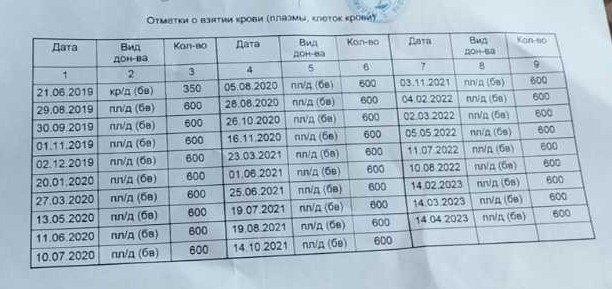 Отметки о взятии крови (плазмы, клеток крови)
Дата Вид дон-ва Кол-во Дата Вид дон-ва Кол-во Дата Вид дон-ва Кол-во
1 2 3 4 5 6 7 8 9
21.06.2019 кр/д (бв) 350 05.08.2020 пл/д (бв) 600 03.11.2021 пл/д (бв) 600
29.08.2019 пл/д (бв) 600 28.08.2020 пл/д (бв) 600 04.02.2022 пл/д (бв) 600
30.09.2019 пл/д (бв) 600 26.10.2020 пл/д (бв) 600 02.03.2022 пл/д (бв) 600
01.11.2019 пл/д (бв) 600 16.11.2020 пл/д (бв) 600 05.05.2022 пл/д (бв) 600
02.12.2019 пл/д (бв) 600 23.03.2021 пл/д (бв) 600 11.07.2022 пл/д (бв) 600
20.01.2020 пл/д (бв) 600 01.06.2021 пл/д (бв) 600 10.08.2022 пл/д (бв) 600
27.03.2020 пл/д (бв) 600 25.06.2021 пл/д (бв) 600 14.02.2023 пл/д (бв) 600
13.05.2020 пл/д (бв) 600 19.07.2021 пл/д (бв) 600 14.03.2023 пл/д (бв) 600
11.06.2020 пл/д (бв) 600 19.08.2021 пл/д (бв) 600 14.04.2023 пл/д (бв) 600
10.07.2020 пл/д (бв) 600 14.10.2021 пл/д (бв) 600